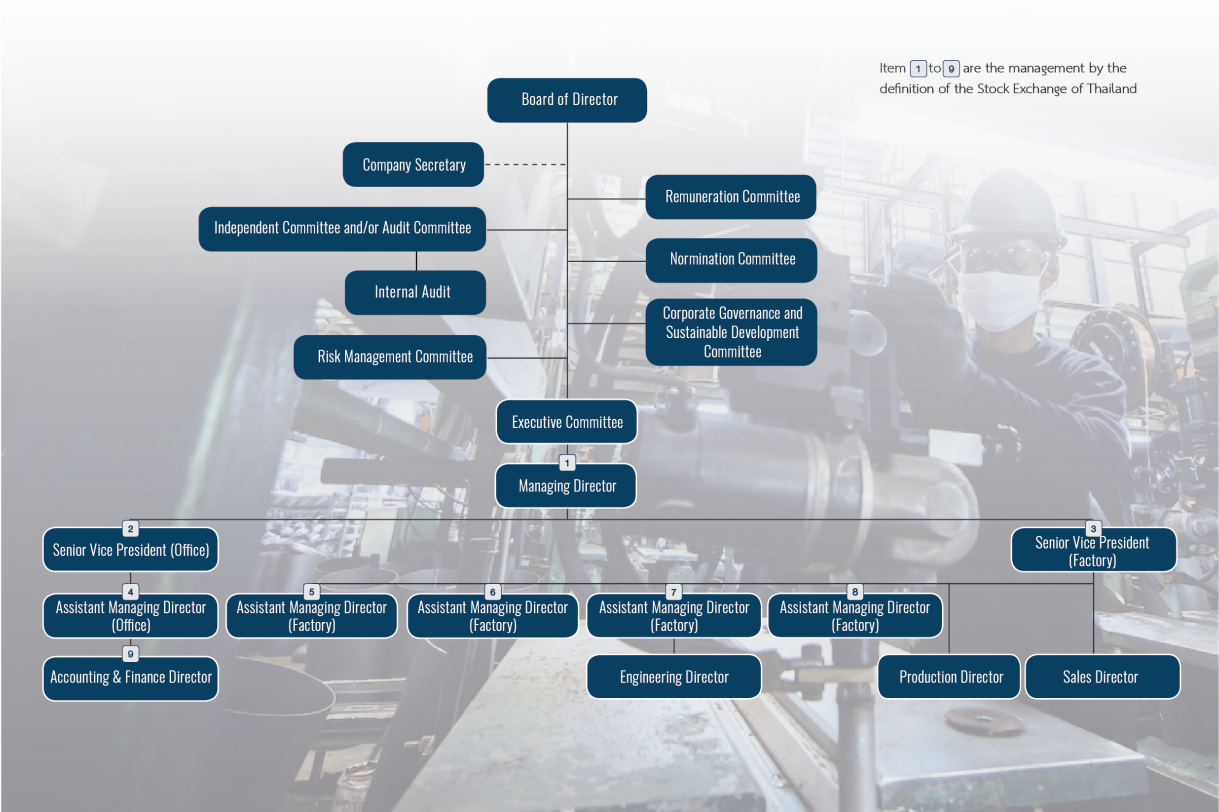 Item 1 to 9 are the management by the
definition of the Stock Exchange of Thailand
Board of Director
Company Secretary
Remuneration Committee
Independent Committee and/or Audit Committee
Normination Committee
Internal Audit
Corporate Governance and
Sustainable Development
Committee
Risk Management Committee
Executive Committee
1
Managing Director
2
Senior Vice President (Office)
3
Senior Vice President
(Factory)
4
Assistant Managing Director
(Office)
5
Assistant Managing Director
(Factory)
6
Assistant Managing Director
(Factory)
7
Assistant Managing Director
(Factory)
8
Assistant Managing Director
(Factory)
9
Accounting & Finance Director
Engineering Director
Production Director
Sales Director